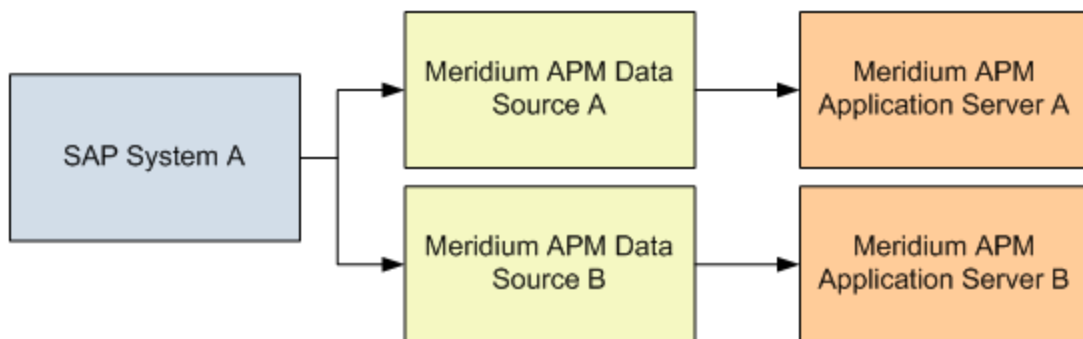 SAP System A
Meridium APM Data
Source A
Meridium APM
Application Server A
Meridium APM Data
Source B
Meridium APM
Application Server B